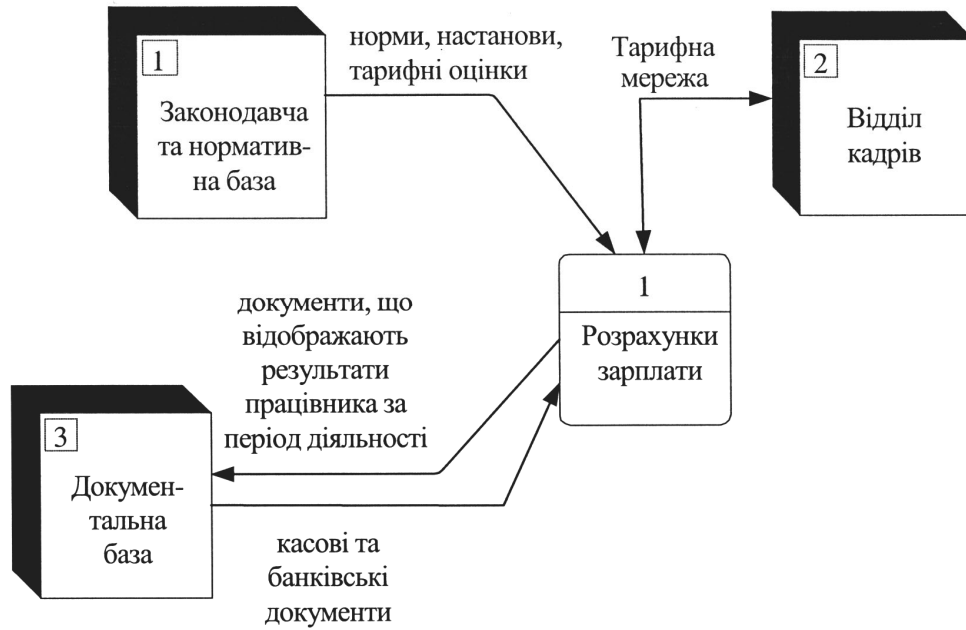 1
Законодавча
та норматив-
на база
норми, настанови,
тарифні оцінки
Тарифна
мережа
2
Відділ
кадрів
1
Розрахунки
зарплати
документи, що
відображають
результати
працівника за
період діяльності
3
Докумен-
тальна
база
касові та
банківські
документи